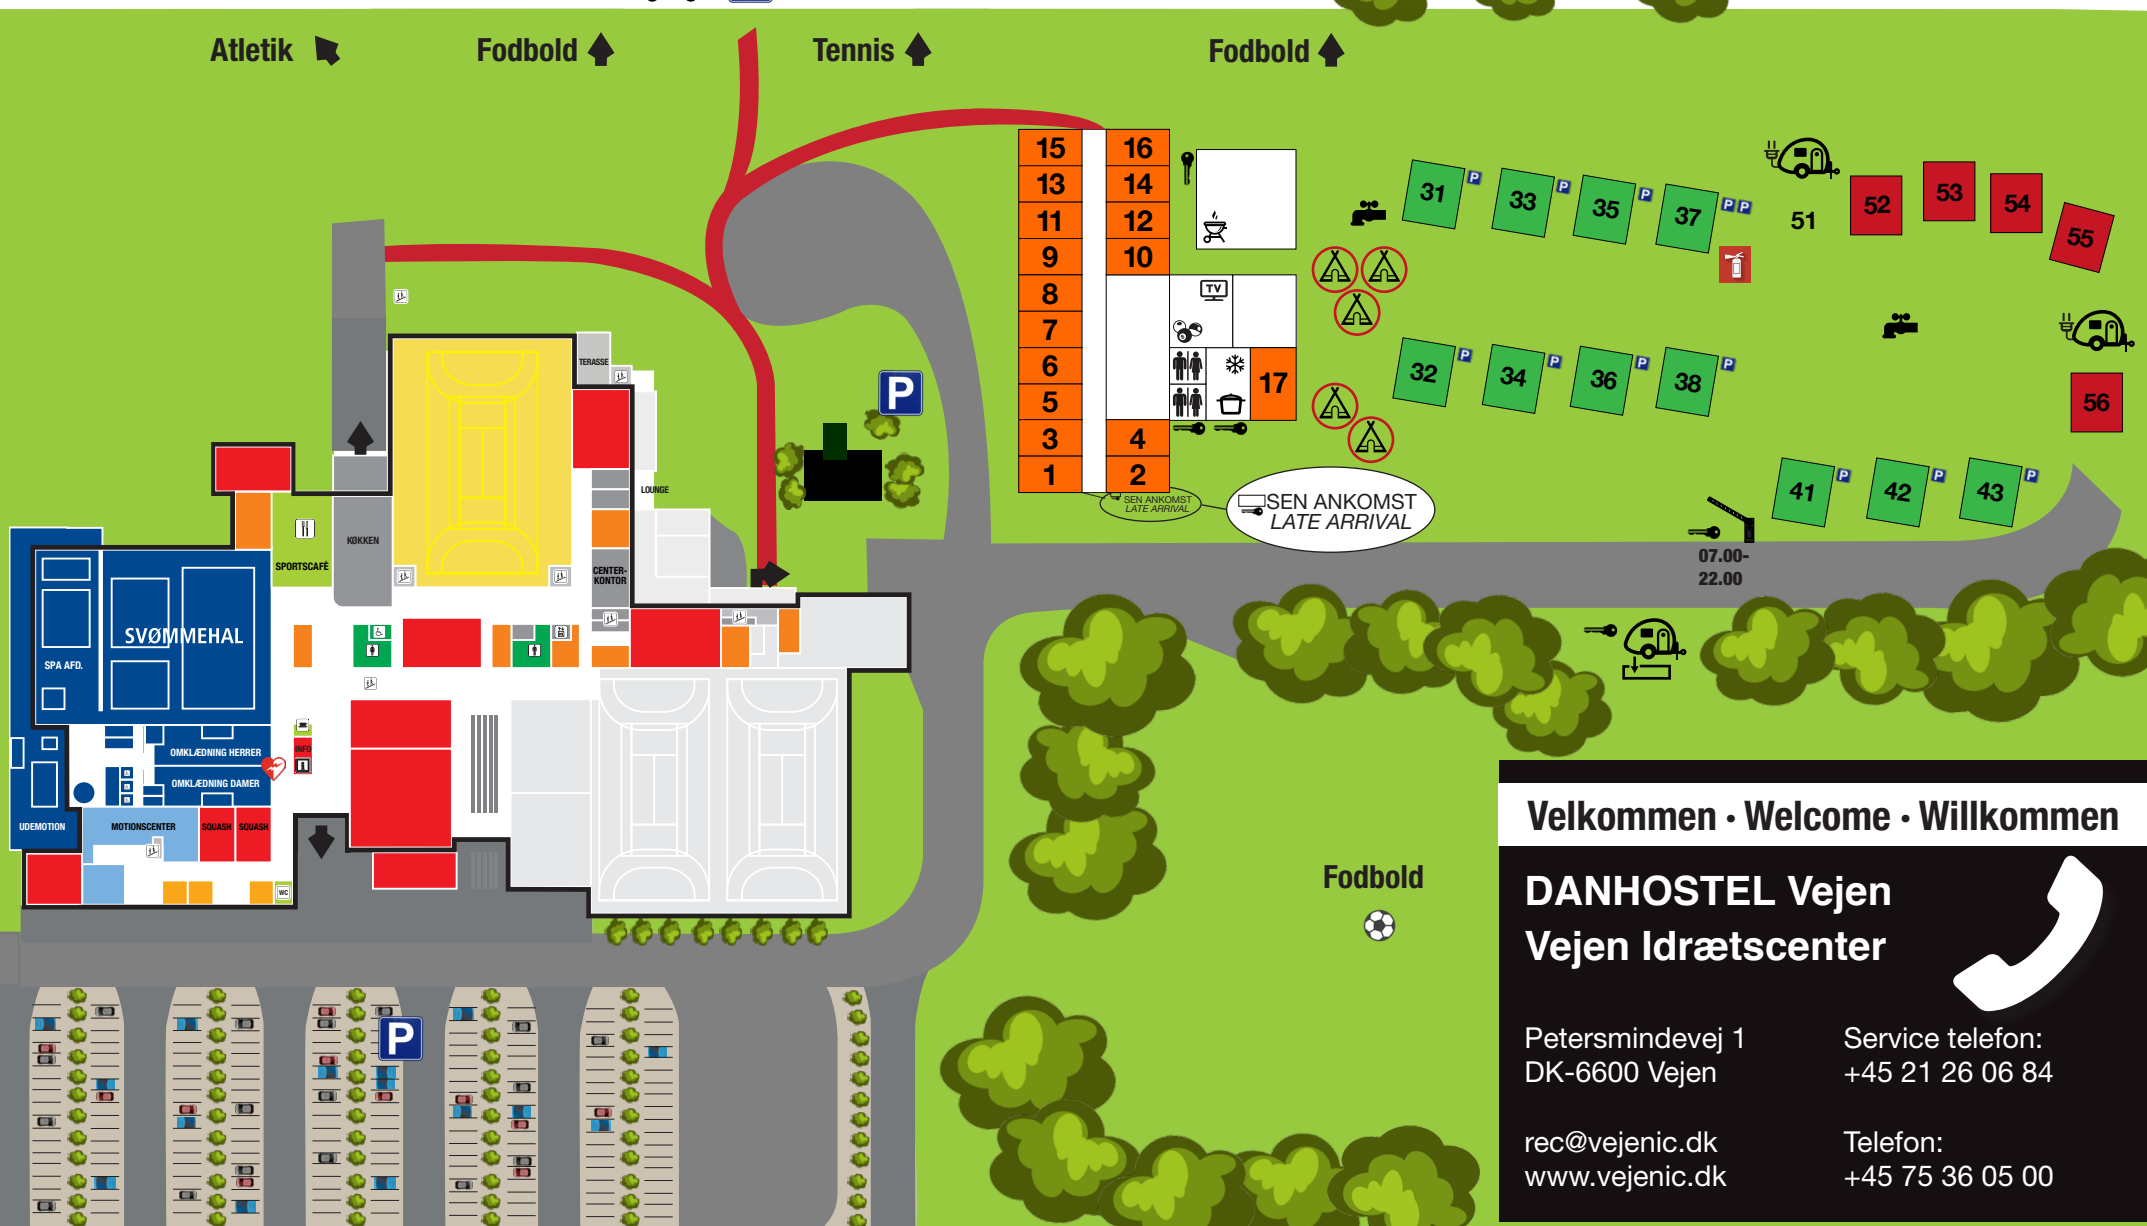 Atletik
Fodbold
Tennis
Fodbold
15
16
13
14
11
12
9
10
8
7
6
5
3
4
1
2
17
TV
31
P
33
P
35
P
37
P P
51
52
53
54
55
56
32
P
34
P
36
P
38
P
41
P
42
P
43
P
SEN ANKOMST
LATE ARRIVAL
SEN ANKOMST
LATE ARRIVAL
07.00-
22.00
P
TERASSE
LOUNGE
KØKKEN
SPORTSCAFÈ
CENTER-
KONTOR
SVØMMEHAL
SPA AFD.
OMKLÆDNING HERRER
OMKLÆDNING DAMER
INFO
UDEMOTION
MOTIONSCENTER
SQUASH
SQUASH
WC
P
Fodbold
Velkommen · Welcome · Willkommen
DANHOSTEL Vejen
Vejen Idrætscenter
Petersmindevej 1
DK-6600 Vejen
Service telefon:
+45 21 26 06 84
rec@vejenic.dk
www.vejenic.dk
Telefon:
+45 75 36 05 00